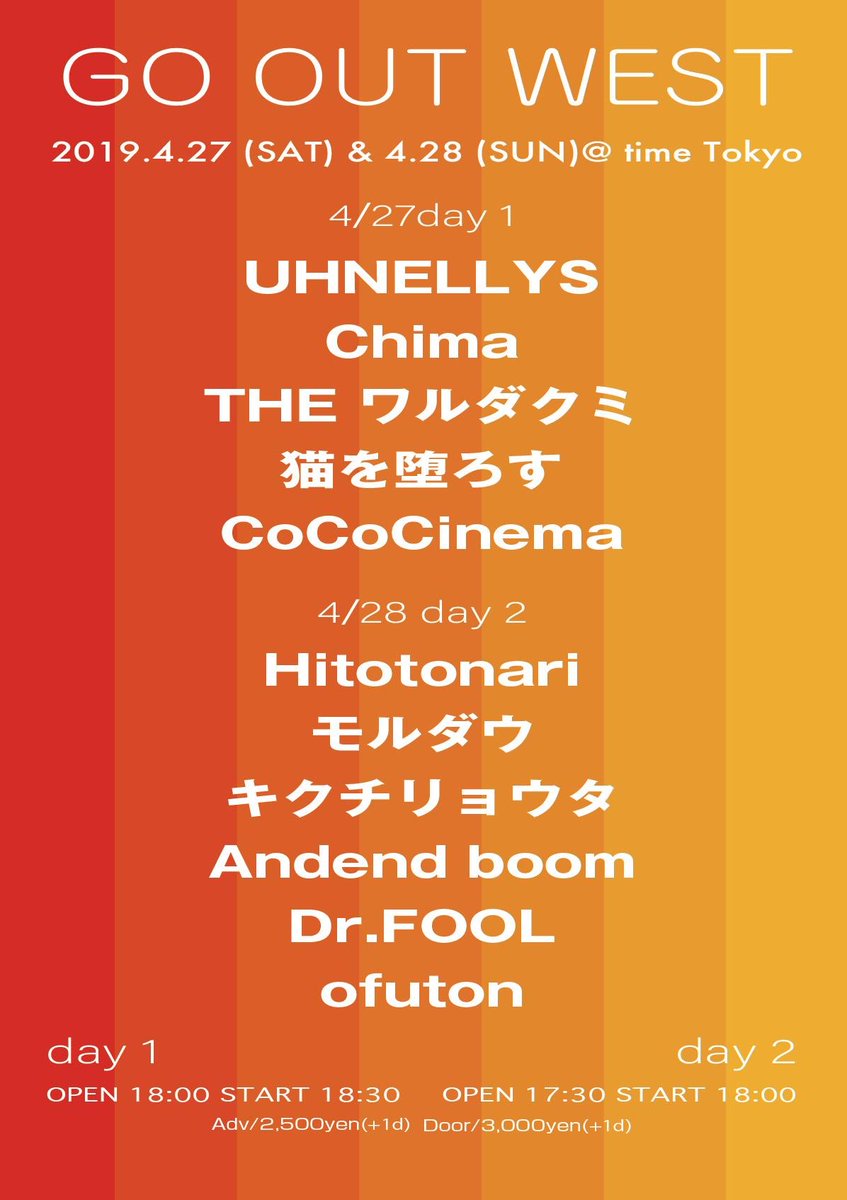 GO OUT WEST
2019.4.27 (SAT) & 4.28 (SUN)@ time Tokyo
4/27day 1
UHNELLYS
Chima
THE ワルダクミ
猫を堕ろす
CoCoCinema
4/28 day 2
Hitotonari
モルダウ
キクチリョウタ
Andend boom
Dr.FOOL
ofuton
day 1
OPEN 18:00 START 18:30
day 2
OPEN 17:30 START 18:00
Adv/2,500yen(+1d) Door/3,000yen(+1d)